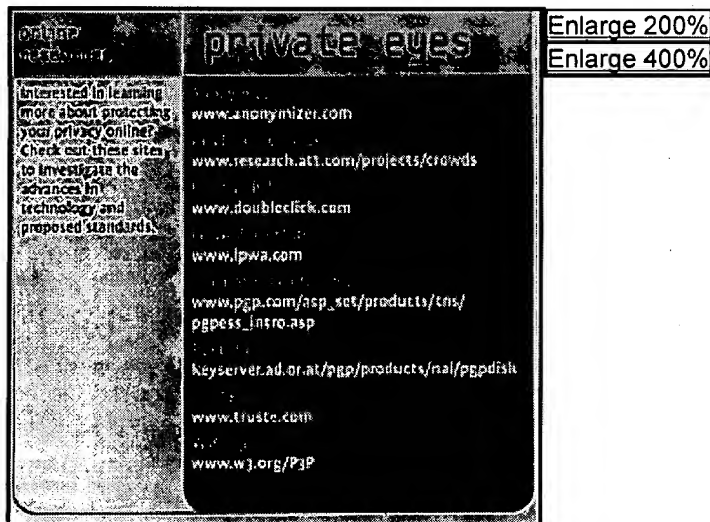 online
resources
private eyes
Enlarge 200%
Enlarge 400%
Interested in learning
more about protecting
your privacy online?
Check out these sites
to investigate the
advances in
technology and
proposed standards.
www.anonymizer.com
www.research.att.com/projects/crowds
www.doubleclick.com
www.lpwa.com
www.pgp.com/asp_set/products/tns/
pgpess_intro.asp
keyserver.ad.or.at/pgp/products/nai/pgpdisk
www.truste.com
www.w3.org/P3P